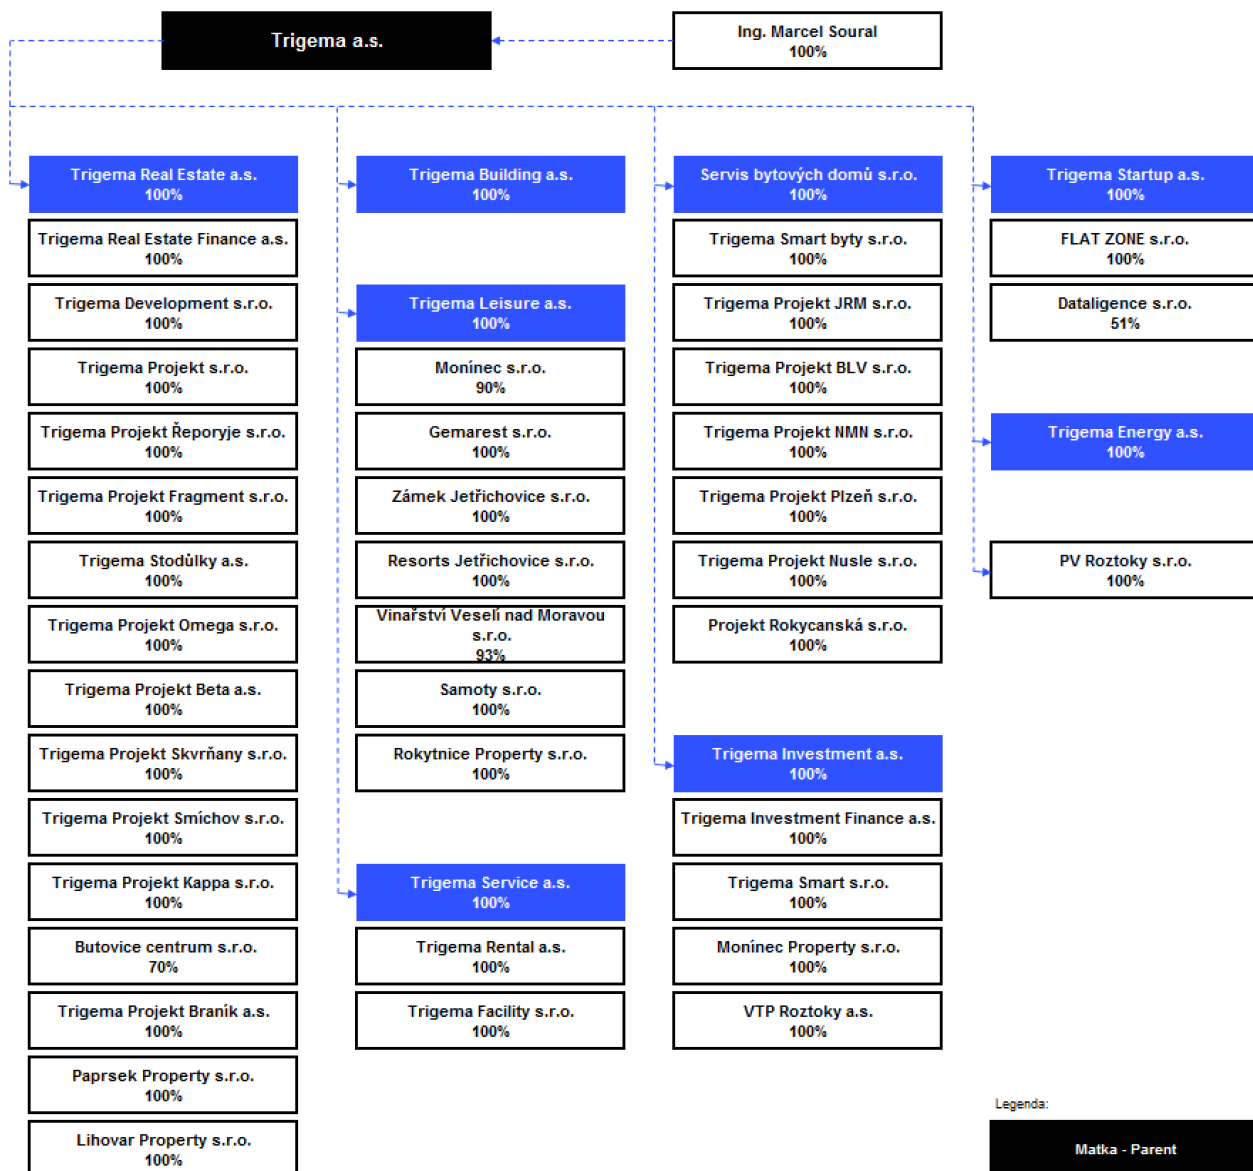 Trigema a.s.
Ing. Marcel Soural
100%
Trigema Real Estate a.s.
100%
Trigema Real Estate Finance a.s.
100%
Trigema Development s.r.o.
100%
Trigema Projekt s.r.o.
100%
Trigema Projekt Řeporyje s.r.o.
100%
Trigema Projekt Fragment s.r.o.
100%
Trigema Stodůlky a.s.
100%
Trigema Projekt Omega s.r.o.
100%
Trigema Projekt Beta a.s.
100%
Trigema Projekt Skvrňany s.r.o.
100%
Trigema Projekt Smíchov s.r.o.
100%
Trigema Projekt Kappa s.r.o.
100%
Butovice centrum s.r.o.
70%
Trigema Projekt Braník a.s.
100%
Paprsek Property s.r.o.
100%
Lihovar Property s.r.o.
100%
Trigema Building a.s.
100%
Trigema Leisure a.s.
100%
Monínec s.r.o.
90%
Gemarest s.r.o.
100%
Zámek Jetřichovice s.r.o.
100%
Resorts Jetřichovice s.r.o.
100%
Vinařství Veselí nad Moravou
s.r.o.
93%
Samoty s.r.o.
100%
Rokytnice Property s.r.o.
100%
Trigema Service a.s.
100%
Trigema Rental a.s.
100%
Trigema Facility s.r.o.
100%
Servis bytových domů s.r.o.
100%
Trigema Smart byty s.r.o.
100%
Trigema Projekt JRM s.r.o.
100%
Trigema Projekt BLV s.r.o.
100%
Trigema Projekt NMN s.r.o.
100%
Trigema Projekt Plzeň s.r.o.
100%
Trigema Projekt Nusle s.r.o.
100%
Projekt Rokycanská s.r.o.
100%
Trigema Investment a.s.
100%
Trigema Investment Finance a.s.
100%
Trigema Smart s.r.o.
100%
Monínec Property s.r.o.
100%
VTP Roztoky a.s.
100%
Trigema Startup a.s.
100%
FLAT ZONE s.r.o.
100%
Dataligence s.r.o.
51%
Trigema Energy a.s.
100%
PV Roztoky s.r.o.
100%
Legenda:
Matka - Parent